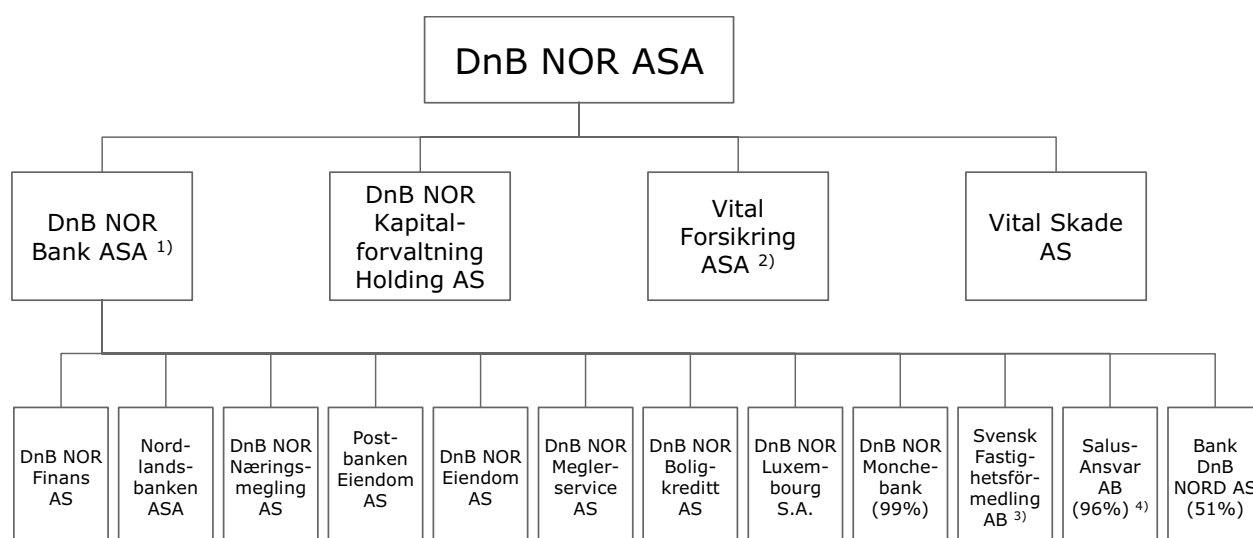 DnB NOR ASA
DnB NOR
Bank ASA 1)
DnB NOR
Kapital-
forvaltning
Holding AS
Vital
Forsikring
ASA 2)
Vital Skade
AS
DnB NOR
Finans
AS
Nord-
lands-
banken
ASA
DnB NOR
Nærings-
megling
AS
Post-
banken
Eiendom
AS
DnB NOR
Eiendom
AS
DnB NOR
Megler-
service
AS
DnB NOR
Bolig-
kreditt
AS
DnB NOR
Luxem-
bourg
S.A.
DnB NOR
Monche-
bank
(99%)
Svensk
Fastig-
hetsför-
medling
AB 3)
Salus-
Ansvar
AB
(96%) 4)
Bank
DnB
NORD AS
(51%)